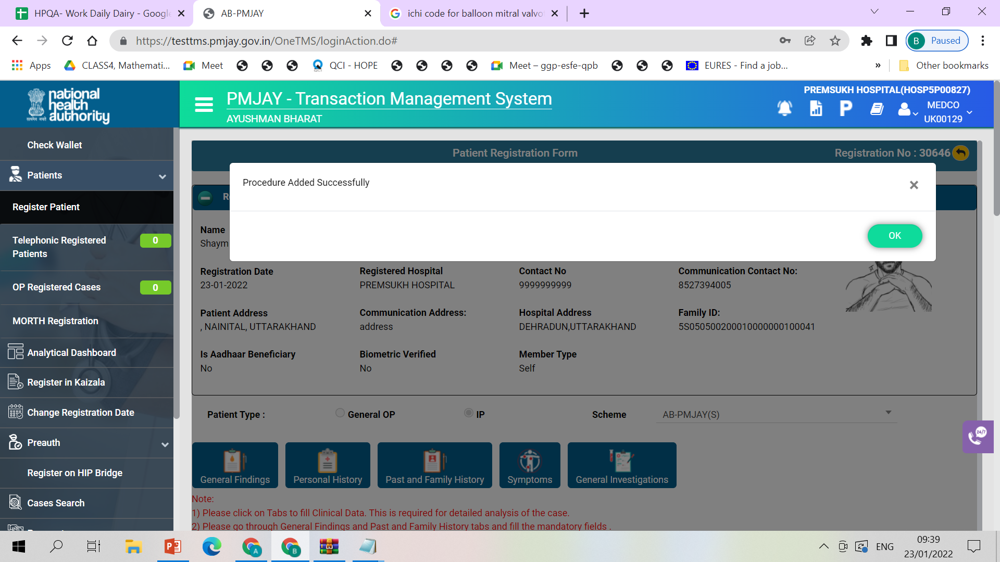 HPQA- Work Daily Dairy - Google
AB-PMJAY
ichi code for balloon mitral valvo
https://testtms.pmjay.gov.in/OneTMS/loginAction.do#
B
Paused
Apps
CLASS4, Mathemati...
Meet
QCI - HOPE
Meet – ggp-esfe-qpb
EURES - Find a job...
»
Other bookmarks
national
health
authority
सत्यमेव जयते
PMJAY - Transaction Management System
AYUSHMAN BHARAT
PREMSUKH HOSPITAL(HOSP5P00827)
P
MEDCO
UK00129
Check Wallet
Patients
Register Patient
Telephonic Registered
Patients
0
OP Registered Cases
0
MORTH Registration
Analytical Dashboard
Register in Kaizala
Change Registration Date
Preauth
Register on HIP Bridge
Cases Search
Patient Registration Form
Registration No : 30646
Procedure Added Successfully
×
OK
Name
Shaym
Registration Date
23-01-2022
Registered Hospital
PREMSUKH HOSPITAL
Contact No
9999999999
Communication Contact No:
8527394005
Patient Address
, NAINITAL, UTTARAKHAND
Communication Address:
address
Hospital Address
DEHRADUN,UTTARAKHAND
Family ID:
5S050500200010000000100041
Is Aadhaar Beneficiary
No
Biometric Verified
No
Member Type
Self
Patient Type :
General OP
IP
Scheme
AB-PMJAY(S)
24/7
General Findings
Personal History
Past and Family History
Symptoms
General Investigations
Note:
1) Please click on Tabs to fill Clinical Data. This is required for detailed analysis of the case.
2) Please go through General Findings and Past and Family History tabs and fill the mandatory fields .
A
B
ENG
09:39
23/01/2022